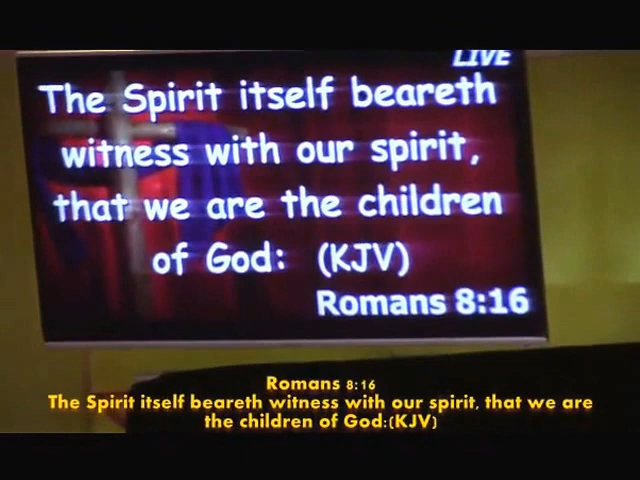 LIVE
The Spirit itself beareth
witness with our spirit,
that we are the children
of God: (KJV)
Romans 8:16
Romans 8:16
The Spirit itself beareth witness with our spirit, that we are
the children of God:(KJV)